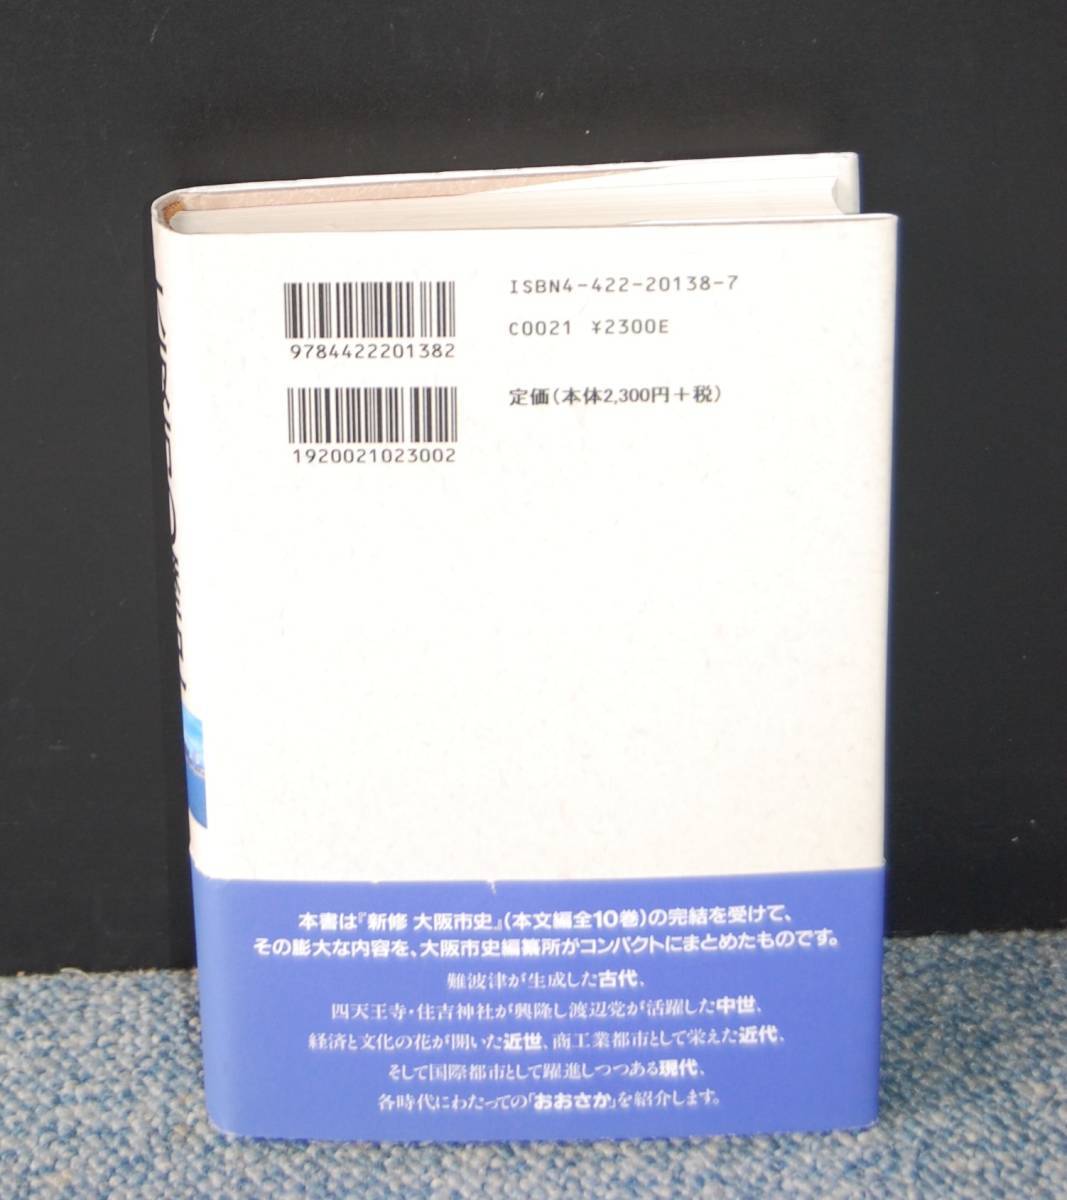 ISBN4-422-20138-7
C0021 ¥2300E
9784422201382
定価(本体2,300円+税)
1920021023002
本書は『新修 大阪市史』(本文編全10巻)の完結を受けて、
その膨大な内容を、大阪市史編纂所がコンパクトにまとめたものです。
難波津が生成した古代、
四天王寺・住吉神社が興隆し渡辺党が活躍した中世、
経済と文化の花が開いた近世、商工業都市として栄えた近代、
そして国際都市として躍進しつつある現代、
各時代にわたっての「おおさか」を紹介します。